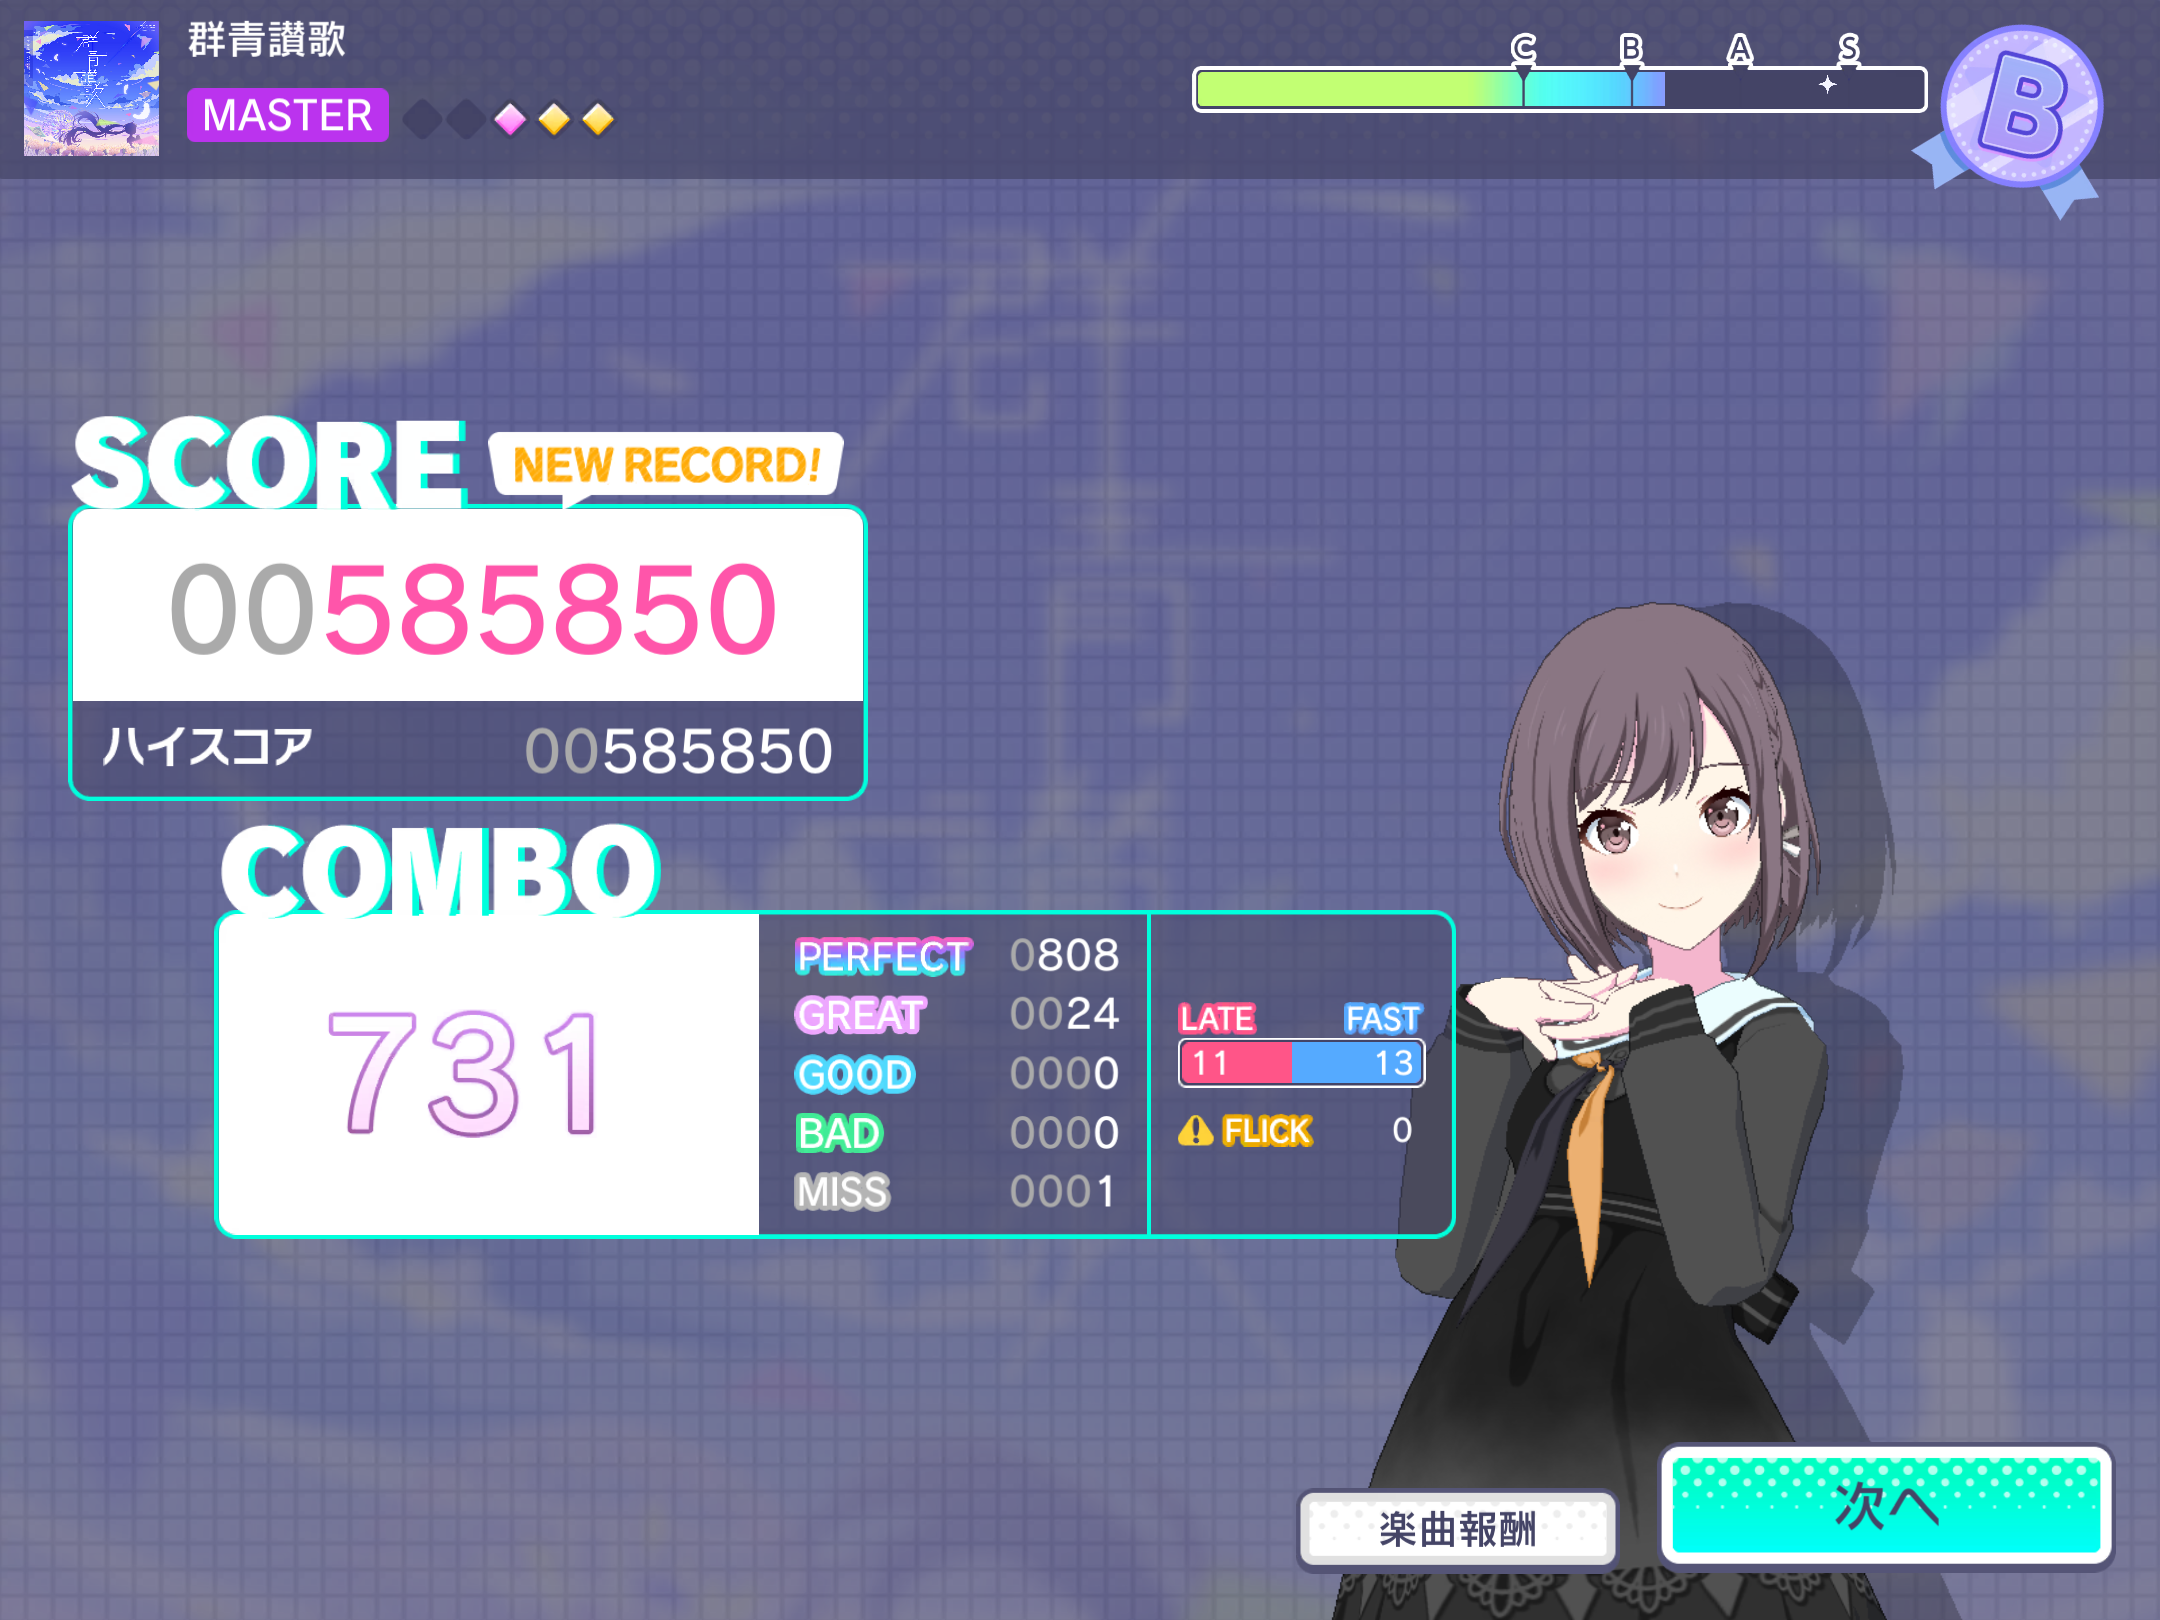 群青讃歌
MASTER
C B A S
B
SCORE
NEW RECORD!
00585850
ハイスコア 00585850
COMBO
731
PERFECT 0808
GREAT 0024
GOOD 0000
BAD 0000
MISS 0001
LATE FAST
11 13
FLICK 0
楽曲報酬
次へ